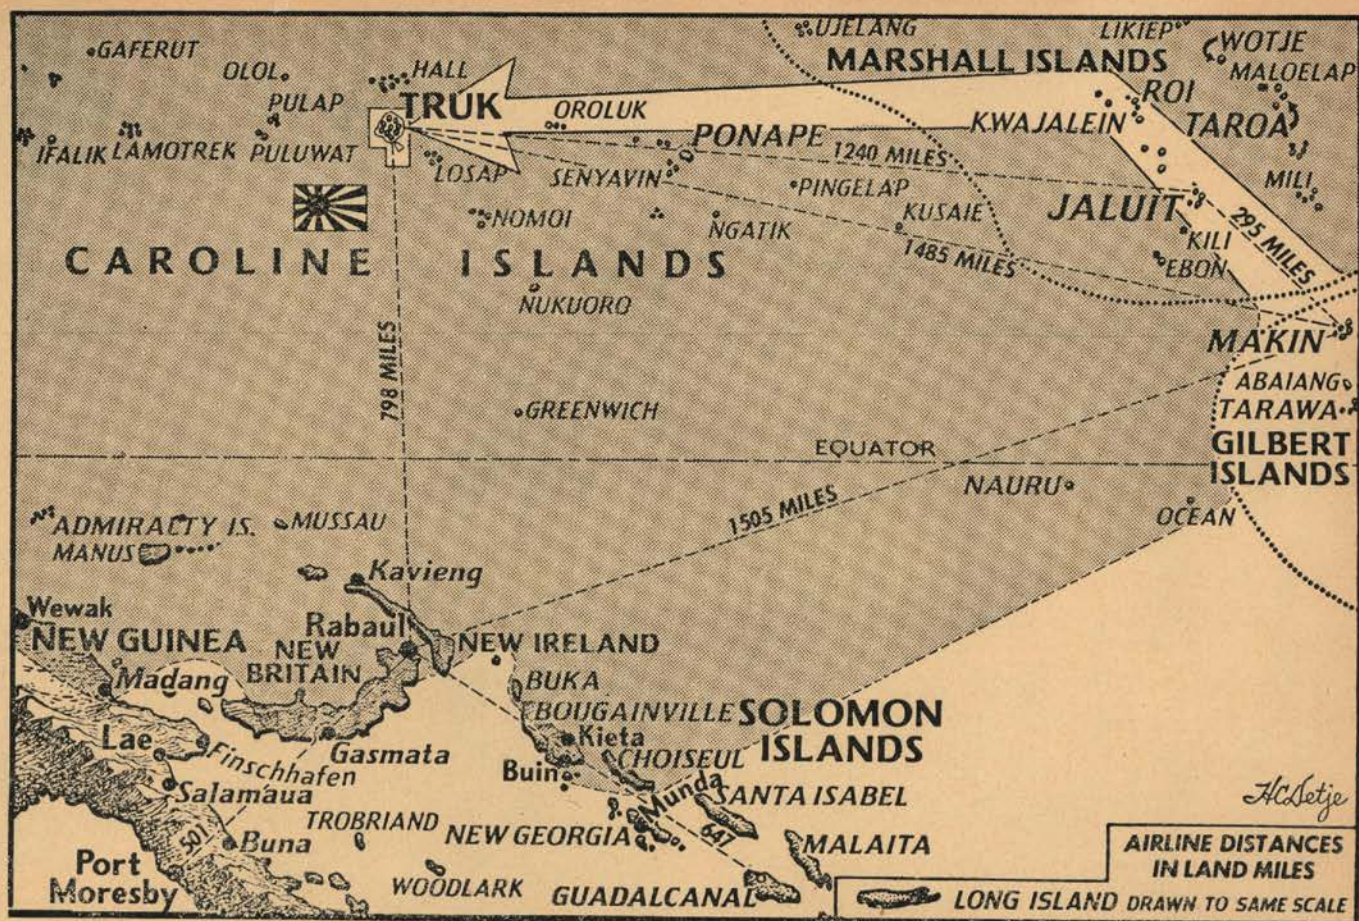 UJELANG
LIKIEP
GAFERUT
MARSHALL ISLANDS
WOTJE
OLOL
HALL
MALOELAP
PULAP
TRUK
OROLUK
ROI
IFALIK
LAMOTREK
PULUWAT
PONAPE
KWAJALEIN
TAROA
1240 MILES
LOSAP
SENYAVIN
PINGELAP
MILI
NOMOI
NGATIK
KUSAIE
JALUIT
295 MILES
KILI
CAROLINE ISLANDS
1485 MILES
EBON
NUKUORO
MAKIN
798 MILES
ABAIANG
GREENWICH
TARAWA
EQUATOR
GILBERT
ISLANDS
NAURU
1505 MILES
OCEAN
ADMIRALTY IS.
MUSSAU
MANUS
Kavieng
Wewak
NEW GUINEA
Rabaul
NEW IRELAND
NEW
BRITAIN
Madang
BUKA
BOUGAINVILLE
SOLOMON
ISLANDS
Lae
Gasmata
Kieta
Finschhafen
CHOISEUL
Buin
Salamaua
Munda
SANTA ISABEL
HCDetje
TROBRIAND
NEW GEORGIA
647
501
Buna
MALAITA
Port
Moresby
WOODLARK
GUADALCANAL
AIRLINE DISTANCES
IN LAND MILES
LONG ISLAND DRAWN TO SAME SCALE